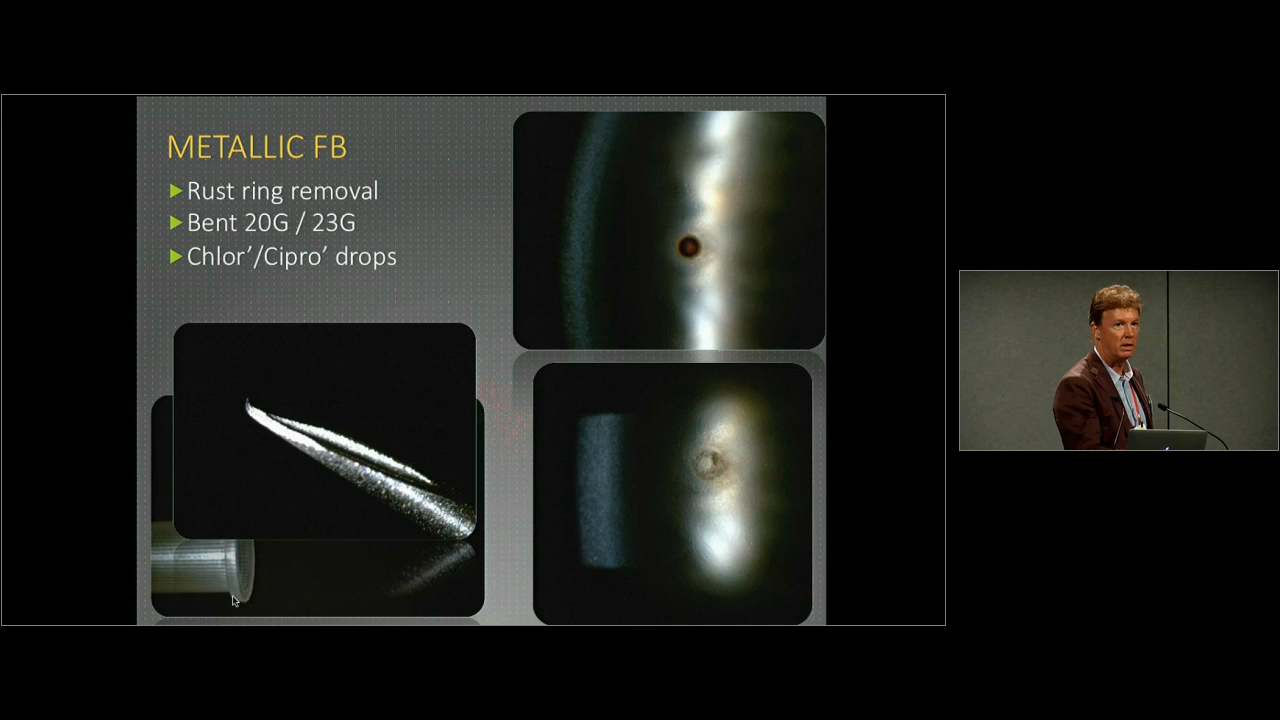 METALLIC FB
Rust ring removal
Bent 20G / 23G
Chlor’/Cipro’ drops